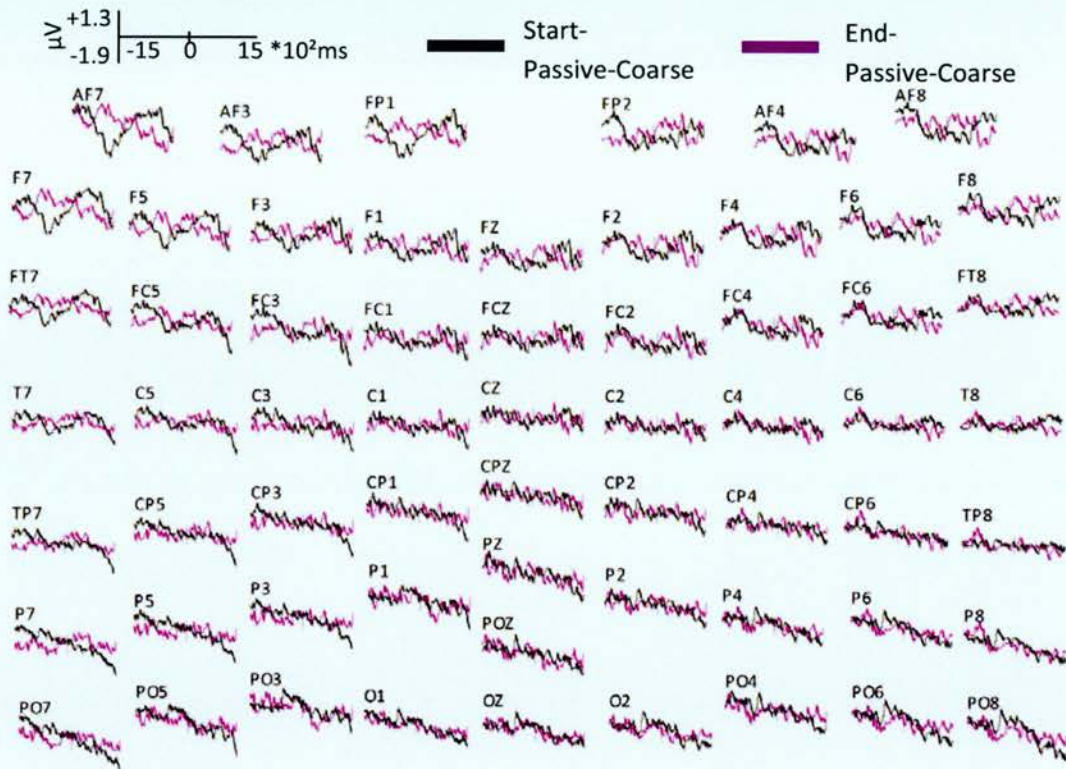 µV
+1.3
-1.9
-15 0 15 *10²ms
Start-
Passive-Coarse
End-
Passive-Coarse
AF7 AF3 FP1 FP2 AF4 AF8
F7 F5 F3 F1 FZ F2 F4 F6 F8
FT7 FC5 FC3 FC1 FCZ FC2 FC4 FC6 FT8
T7 C5 C3 C1 CZ C2 C4 C6 T8
TP7 CP5 CP3 CP1 CPZ CP2 CP4 CP6 TP8
PZ
P7 P5 P3 P1 P2 P4 P6 P8
POZ
PO7 PO5 PO3 O1 OZ O2 PO4 PO6 PO8